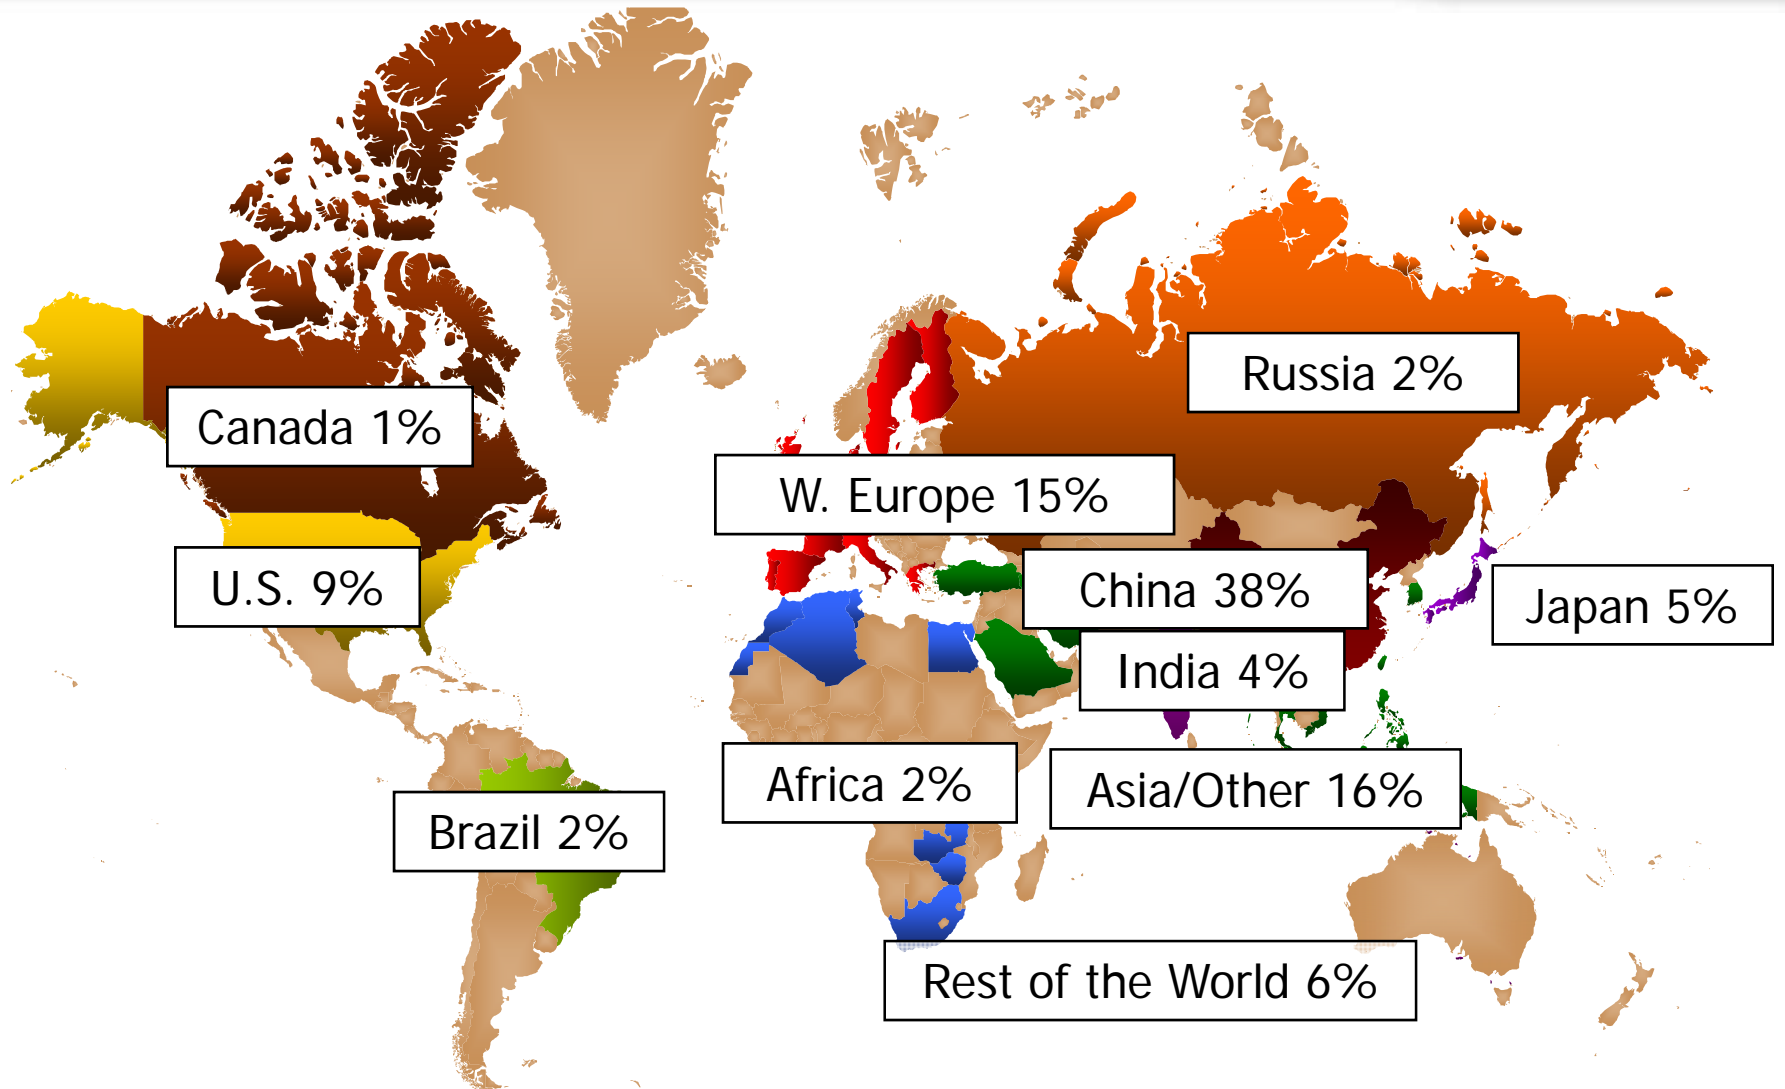 Russia 2%
Canada 1%
W. Europe 15%
U.S. 9%
China 38%
Japan 5%
India 4%
Africa 2%
Asia/Other 16%
Brazil 2%
Rest of the World 6%